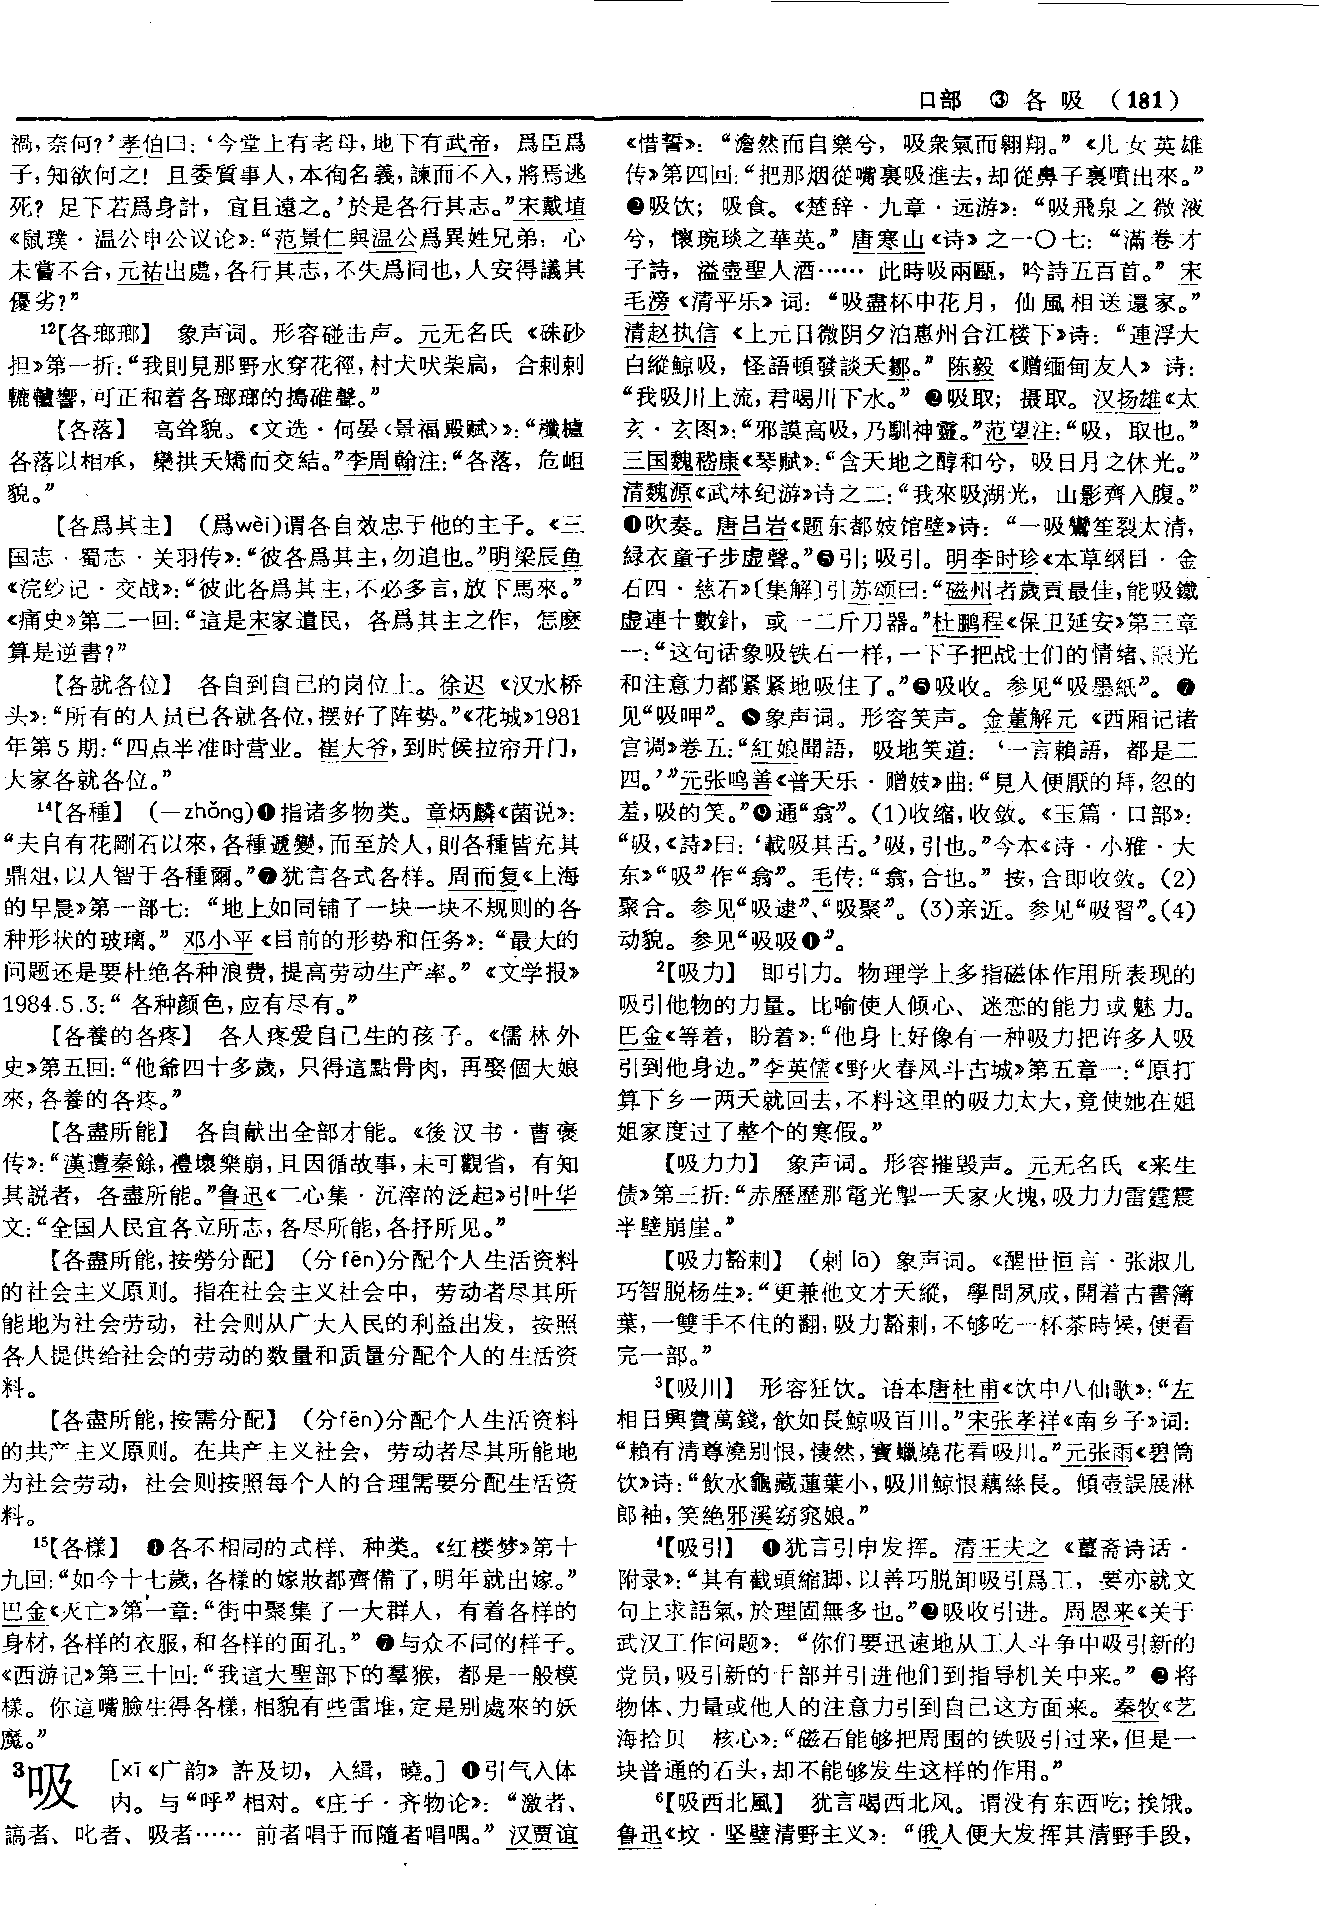 口部 ③ 各 吸 (181)
祸,奈何?’孝伯曰:‘今堂上有老母,地下有武帝,爲臣爲
子,知欲何之!且委質事人,本徇名義,諫而不入,將焉逃
死?足下若爲身計,宜且遠之。’於是各行其志。”宋戴埴
《鼠璞·温公申公议论》:“范景仁與温公爲異姓兄弟,心
未嘗不合,元祐出處,各行其志,不失爲同也,人安得議其
優劣?”
12【各瑯瑯】 象声词。形容碰击声。元无名氏《硃砂
担》第一折:“我則見那野水穿花徑,村犬吠柴扃,合剌剌
轆轤響,可正和着各瑯瑯的搗碓聲。”
【各落】 高耸貌。《文选·何晏〈景福殿赋〉》:“櫼櫨
各落以相承,欒拱夭矯而交結。”李周翰注:“各落,危岨
貌。”
【各爲其主】 (爲wèi)谓各自效忠于他的主子。《三
国志·蜀志·关羽传》:“彼各爲其主,勿追也。”明梁辰鱼
《浣纱记·交战》:“彼此各爲其主,不必多言,放下馬來。”
《痛史》第二一回:“這是宋家遺民,各爲其主之作,怎麽
算是逆書?”
【各就各位】 各自到自己的岗位上。徐迟《汉水桥
头》:“所有的人员已各就各位,摆好了阵势。”《花城》1981
年第5期:“四点半准时营业。崔大爷,到时候拉帘开门,
大家各就各位。”
14【各種】 (—zhǒng)❶指诸多物类。章炳麟《菌说》:
“夫自有花剛石以來,各種遞變,而至於人,則各種皆充其
鼎俎,以人智于各種爾。”❷犹言各式各样。周而复《上海
的早晨》第一部七:“地上如同铺了一块一块不规则的各
种形状的玻璃。”邓小平《目前的形势和任务》:“最大的
问题还是要杜绝各种浪费,提高劳动生产率。”《文学报》
1984.5.3:“各种颜色,应有尽有。”
【各養的各疼】 各人疼爱自己生的孩子。《儒林外
史》第五回:“他爺四十多歲,只得這點骨肉,再娶個大娘
來,各養的各疼。”
【各盡所能】 各自献出全部才能。《後汉书·曹褒
传》:“漢遭秦餘,禮壞樂崩,且因循故事,未可觀省,有知
其説者,各盡所能。”鲁迅《二心集·沉滓的泛起》引叶华
文:“全国人民宜各立所志,各尽所能,各抒所见。”
【各盡所能,按勞分配】 (分fēn)分配个人生活资料
的社会主义原则。指在社会主义社会中,劳动者尽其所
能地为社会劳动,社会则从广大人民的利益出发,按照
各人提供给社会的劳动的数量和质量分配个人的生活资
料。
【各盡所能,按需分配】 (分fēn)分配个人生活资料
的共产主义原则。在共产主义社会,劳动者尽其所能地
为社会劳动,社会则按照每个人的合理需要分配生活资
料。
15【各樣】 ❶各不相同的式样、种类。《红楼梦》第十
九回:“如今十七歲,各樣的嫁妝都齊備了,明年就出嫁。”
巴金《灭亡》第一章:“街中聚集了一大群人,有着各样的
身材,各样的衣服,和各样的面孔。”❷与众不同的样子。
《西游记》第三十回:“我這大聖部下的羣猴,都是一般模
樣。你這嘴臉生得各樣,相貌有些雷堆,定是别處來的妖
魔。”
3吸 [xī《广韵》許及切,入緝,曉。]❶引气入体
内。与“呼”相对。《庄子·齐物论》:“激者、
謞者、叱者、吸者……前者唱于而隨者唱喁。”汉贾谊
《惜誓》:“澹然而自樂兮,吸衆氣而翱翔。”《儿女英雄
传》第四回:“把那烟從嘴裏吸進去,却從鼻子裏噴出來。”
❷吸饮;吸食。《楚辞·九章·远游》:“吸飛泉之微液
兮,懷琬琰之華英。”唐寒山《诗》之一〇七:“滿卷才
子詩,溢壺聖人酒……此時吸兩甌,吟詩五百首。”宋
毛滂《清平乐》词:“吸盡杯中花月,仙風相送還家。”
清赵执信《上元日微阴夕泊惠州合江楼下》诗:“連浮大
白縱鯨吸,怪語頓發談天鄒。”陈毅《赠缅甸友人》诗:
“我吸川上流,君喝川下水。”❸吸取;摄取。汉扬雄《太
玄·玄图》:“邪謨高吸,乃馴神靈。”范望注:“吸,取也。”
三国魏嵇康《琴赋》:“含天地之醇和兮,吸日月之休光。”
清魏源《武林纪游》诗之二:“我來吸湖光,山影齊入腹。”
❹吹奏。唐吕岩《题东都妓馆壁》诗:“一吸鸞笙裂太清,
緑衣童子步虚聲。”❺引;吸引。明李时珍《本草纲目·金
石四·慈石》〔集解〕引苏颂曰:“磁州者歲貢最佳,能吸鐵
虚連十數針,或一二斤刀器。”杜鹏程《保卫延安》第三章
一:“这句话象吸铁石一样,一下子把战士们的情绪、眼光
和注意力都紧紧地吸住了。”❻吸收。参见“吸墨紙”。❼
见“吸呷”。❽象声词。形容笑声。金董解元《西厢记诸
宫调》卷五:“紅娘聞語,吸地笑道:‘一言賴語,都是二
四。’”元张鸣善《普天乐·赠妓》曲:“見人便厭的拜,忽的
羞,吸的笑。”❾通“翕”。(1)收缩,收敛。《玉篇·口部》:
“吸,《詩》曰:‘載吸其舌。’吸,引也。”今本《诗·小雅·大
东》“吸”作“翕”。毛传:“翕,合也。”按,合即收敛。(2)
聚合。参见“吸逮”、“吸聚”。(3)亲近。参见“吸習”。(4)
动貌。参见“吸吸❶”。
2【吸力】 即引力。物理学上多指磁体作用所表现的
吸引他物的力量。比喻使人倾心、迷恋的能力或魅力。
巴金《等着,盼着》:“他身上好像有一种吸力把许多人吸
引到他身边。”李英儒《野火春风斗古城》第五章一:“原打
算下乡一两天就回去,不料这里的吸力太大,竟使她在姐
姐家度过了整个的寒假。”
【吸力力】 象声词。形容摧毁声。元无名氏《来生
债》第三折:“赤歷歷那電光掣一天家火塊,吸力力雷霆震
半壁崩崖。”
【吸力豁剌】 (剌lā)象声词。《醒世恒言·张淑儿
巧智脱杨生》:“更兼他文才天縱,學問夙成,開着古書簿
葉,一雙手不住的翻,吸力豁剌,不够吃一杯茶時候,便看
完一部。”
3【吸川】 形容狂饮。语本唐杜甫《饮中八仙歌》:“左
相日興費萬錢,飲如長鯨吸百川。”宋张孝祥《南乡子》词:
“賴有清尊澆别恨,悽然,寶蠟燒花看吸川。”元张雨《碧筒
饮》诗:“飲水龜藏蓮葉小,吸川鯨恨藕絲長。傾壺誤展淋
郎袖,笑絶邪溪窈窕娘。”
4【吸引】 ❶犹言引申发挥。清王夫之《薑斋诗话·
附录》:“其有截頭縮脚,以善巧脱卸吸引爲工,要亦就文
句上求語氣,於理固無多也。”❷吸收引进。周恩来《关于
武汉工作问题》:“你们要迅速地从工人斗争中吸引新的
党员,吸引新的干部并引进他们到指导机关中来。”❸将
物体、力量或他人的注意力引到自己这方面来。秦牧《艺
海拾贝 核心》:“磁石能够把周围的铁吸引过来,但是一
块普通的石头,却不能够发生这样的作用。”
6【吸西北風】 犹言喝西北风。谓没有东西吃;挨饿。
鲁迅《坟·坚壁清野主义》:“俄人便大发挥其清野手段,